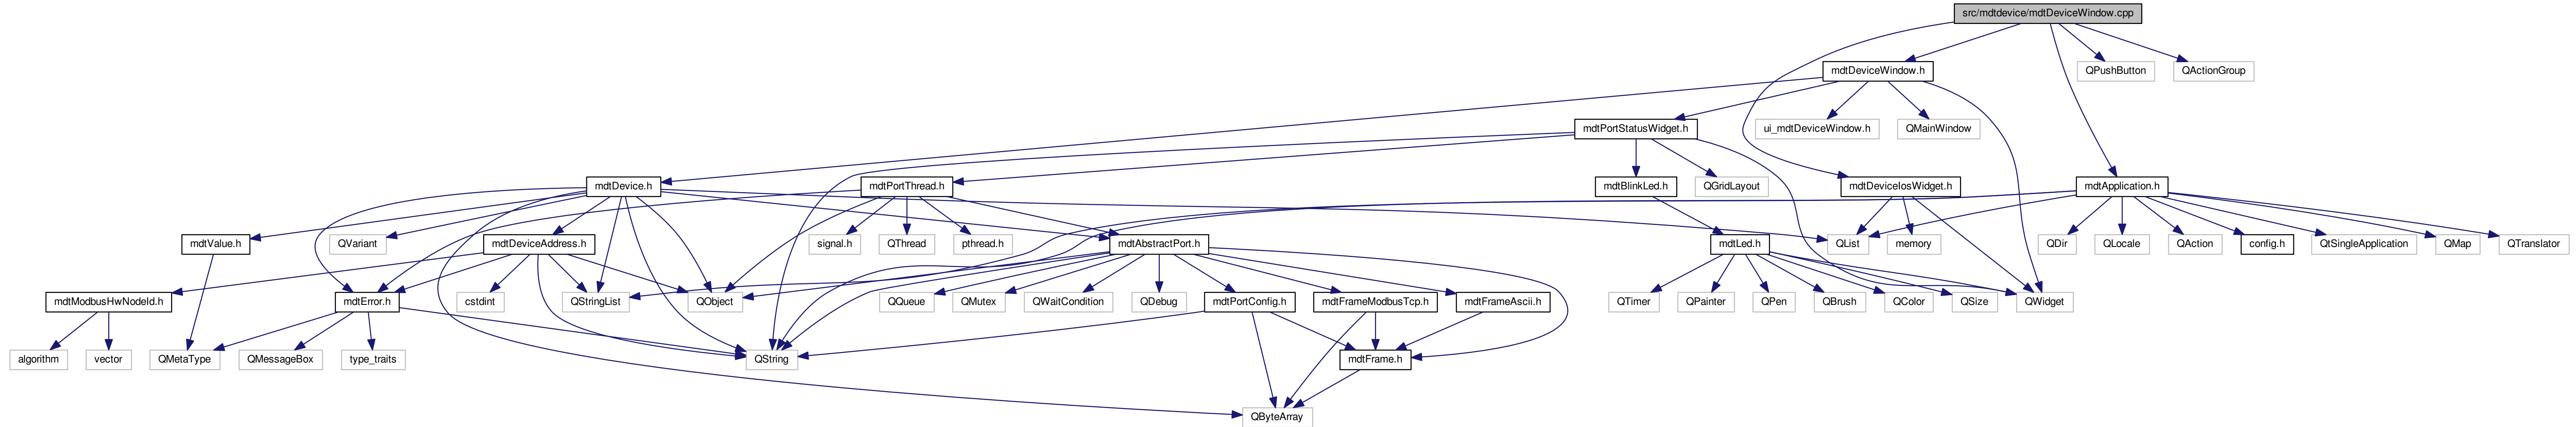 src/mdtdevice/mdtDeviceWindow.cpp
mdtDeviceWindow.h
QPushButton
QActionGroup
mdtPortStatusWidget.h
ui_mdtDeviceWindow.h
QMainWindow
mdtDevice.h
mdtPortThread.h
mdtBlinkLed.h
QGridLayout
mdtDeviceIosWidget.h
mdtApplication.h
mdtValue.h
QVariant
mdtDeviceAddress.h
signal.h
QThread
pthread.h
mdtAbstractPort.h
mdtLed.h
QList
memory
QDir
QLocale
QAction
config.h
QtSingleApplication
QMap
QTranslator
mdtModbusHwNodeId.h
mdtError.h
cstdint
QStringList
QObject
QQueue
QMutex
QWaitCondition
QDebug
mdtPortConfig.h
mdtFrameModbusTcp.h
mdtFrameAscii.h
QTimer
QPainter
QPen
QBrush
QColor
QSize
QWidget
algorithm
vector
QMetaType
QMessageBox
type_traits
QString
mdtFrame.h
QByteArray